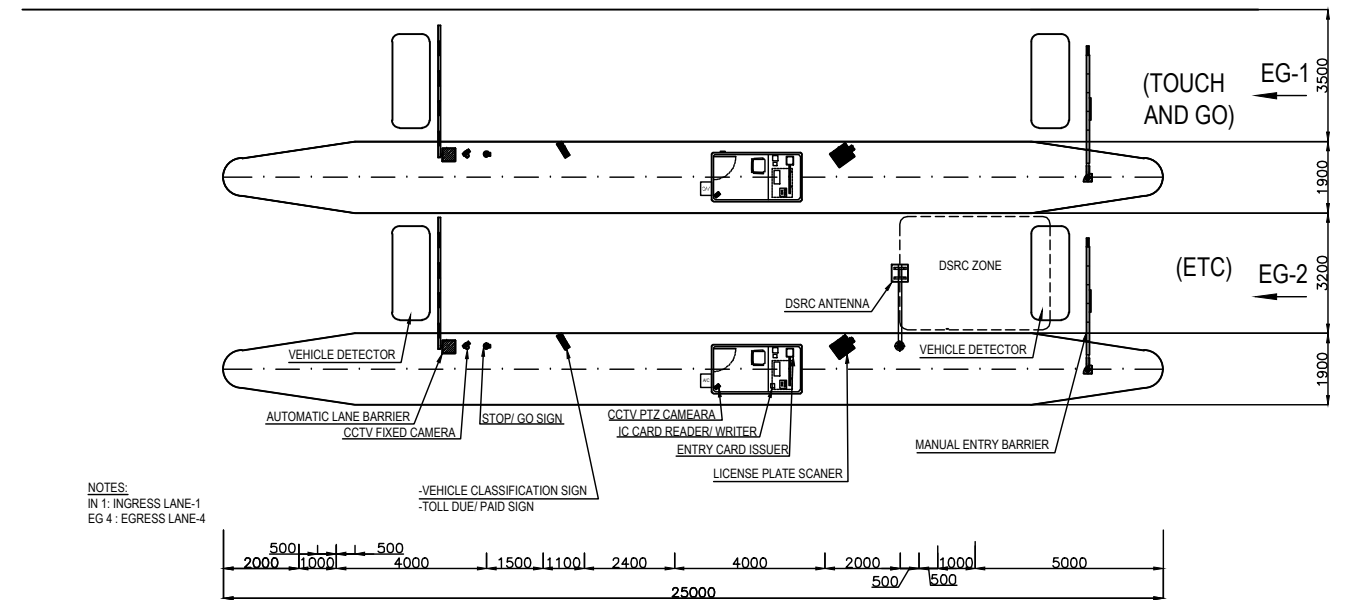 (TOUCH
AND GO)
EG-1
3500
1900
DSRC ZONE
(ETC)
EG-2
3200
DSRC ANTENNA
VEHICLE DETECTOR
VEHICLE DETECTOR
1900
A/C
AUTOMATIC LANE BARRIER
CCTV FIXED CAMERA
STOP/ GO SIGN
CCTV PTZ CAMEARA
IC CARD READER/ WRITER
ENTRY CARD ISSUER
LICENSE PLATE SCANER
MANUAL ENTRY BARRIER
-VEHICLE CLASSIFICATION SIGN
-TOLL DUE/ PAID SIGN
NOTES:
IN 1: INGRESS LANE-1
EG 4 : EGRESS LANE-4
500 500
2000 1000 4000 1500 1100 2400 4000 2000 1000 5000
500 500
25000